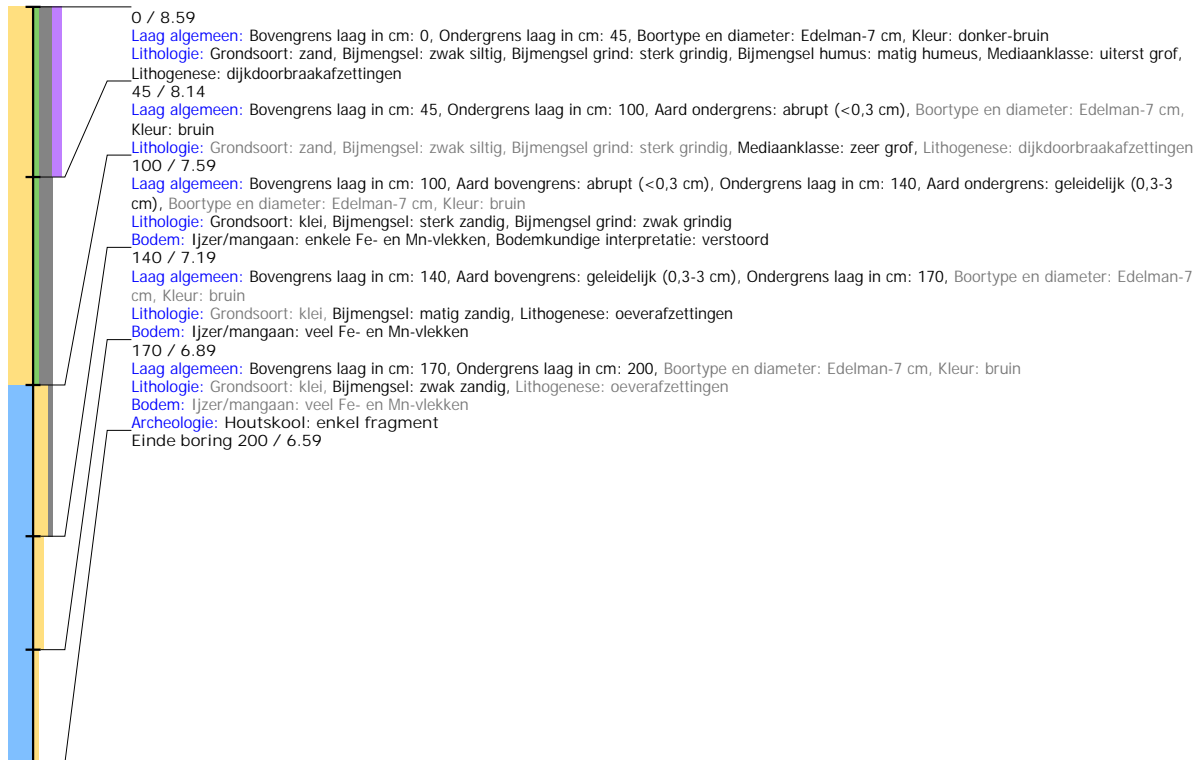 0 / 8.59
Laag algemeen: Bovengrens laag in cm: 0, Ondergrens laag in cm: 45, Boortype en diameter: Edelman-7 cm, Kleur: donker-bruin
Lithologie: Grondsoort: zand, Bijmengsel: zwak siltig, Bijmengsel grind: sterk grindig, Bijmengsel humus: matig humeus, Mediaanklasse: uiterst grof,
Lithogenese: dijkdoorbraakafzettingen
45 / 8.14
Laag algemeen: Bovengrens laag in cm: 45, Ondergrens laag in cm: 100, Aard ondergrens: abrupt (<0,3 cm), Boortype en diameter: Edelman-7 cm,
Kleur: bruin
Lithologie: Grondsoort: zand, Bijmengsel: zwak siltig, Bijmengsel grind: sterk grindig, Mediaanklasse: zeer grof, Lithogenese: dijkdoorbraakafzettingen
100 / 7.59
Laag algemeen: Bovengrens laag in cm: 100, Aard bovengrens: abrupt (<0,3 cm), Ondergrens laag in cm: 140, Aard ondergrens: geleidelijk (0,3-3
cm), Boortype en diameter: Edelman-7 cm, Kleur: bruin
Lithologie: Grondsoort: klei, Bijmengsel: sterk zandig, Bijmengsel grind: zwak grindig
Bodem: Ijzer/mangaan: enkele Fe- en Mn-vlekken, Bodemkundige interpretatie: verstoord
140 / 7.19
Laag algemeen: Bovengrens laag in cm: 140, Aard bovengrens: geleidelijk (0,3-3 cm), Ondergrens laag in cm: 170, Boortype en diameter: Edelman-7
cm, Kleur: bruin
Lithologie: Grondsoort: klei, Bijmengsel: matig zandig, Lithogenese: oeverafzettingen
Bodem: Ijzer/mangaan: veel Fe- en Mn-vlekken
170 / 6.89
Laag algemeen: Bovengrens laag in cm: 170, Ondergrens laag in cm: 200, Boortype en diameter: Edelman-7 cm, Kleur: bruin
Lithologie: Grondsoort: klei, Bijmengsel: zwak zandig, Lithogenese: oeverafzettingen
Bodem: Ijzer/mangaan: veel Fe- en Mn-vlekken
Archeologie: Houtskool: enkel fragment
Einde boring 200 / 6.59